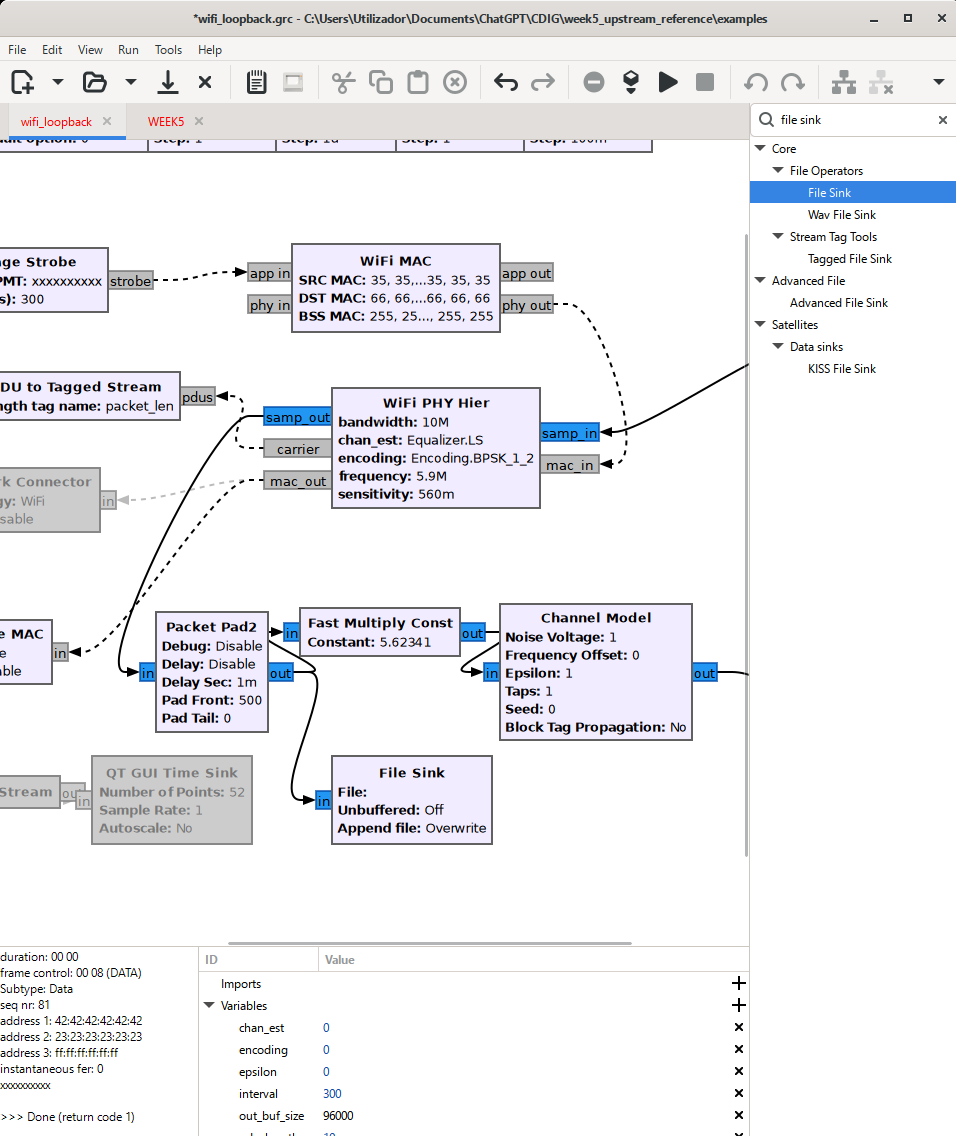 *wifi_loopback.grc - C:\Users\Utilizador\Documents\ChatGPT\CDIG\week5_upstream_reference\examples
File Edit View Run Tools Help
wifi_loopback
WEEK5
file sink
Core
File Operators
File Sink
Wav File Sink
Stream Tag Tools
Tagged File Sink
Advanced File
Advanced File Sink
Satellites
Data sinks
KISS File Sink
ge Strobe
PMT: xxxxxxxxxx
s): 300
strobe
app in
phy in
WiFi MAC
SRC MAC: 35, 35,...35, 35, 35
DST MAC: 66, 66,...66, 66, 66
BSS MAC: 255, 25..., 255, 255
app out
phy out
DU to Tagged Stream
ngth tag name: packet_len
pdus
samp_out
carrier
mac_out
WiFi PHY Hier
bandwidth: 10M
chan_est: Equalizer.LS
encoding: Encoding.BPSK_1_2
frequency: 5.9M
sensitivity: 560m
samp_in
mac_in
rk Connector
gy: WiFi
sable
in
e MAC
e
able
in
in
Packet Pad2
Debug: Disable
Delay: Disable
Delay Sec: 1m
Pad Front: 500
Pad Tail: 0
out
in
Fast Multiply Const
Constant: 5.62341
out
in
Channel Model
Noise Voltage: 1
Frequency Offset: 0
Epsilon: 1
Taps: 1
Seed: 0
Block Tag Propagation: No
out
Stream
out
in
QT GUI Time Sink
Number of Points: 52
Sample Rate: 1
Autoscale: No
in
File Sink
File:
Unbuffered: Off
Append file: Overwrite
duration: 00 00
frame control: 00 08 (DATA)
Subtype: Data
seq nr: 81
address 1: 42:42:42:42:42:42
address 2: 23:23:23:23:23:23
address 3: ff:ff:ff:ff:ff:ff
instantaneous fer: 0
xxxxxxxxxx
>>> Done (return code 1)
ID Value
Imports
Variables
chan_est 0
encoding 0
epsilon 0
interval 300
out_buf_size 96000